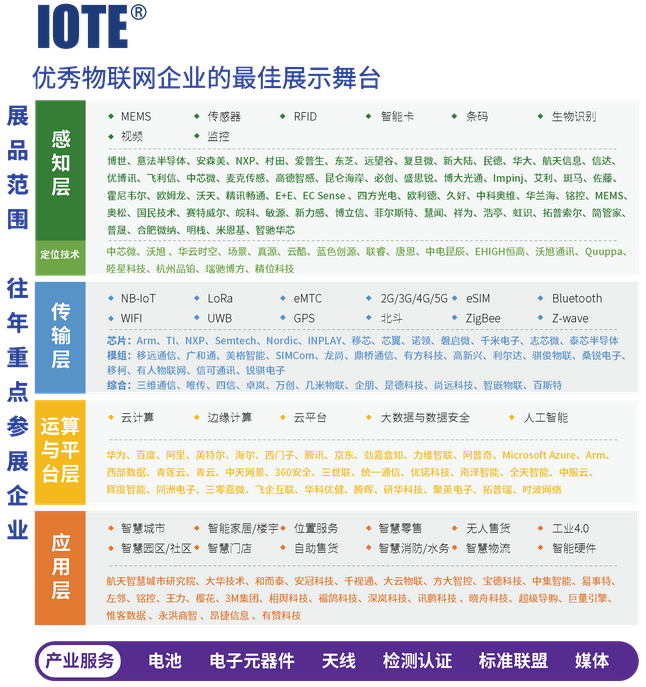 IOTE®
优秀物联网企业的最佳展示舞台
展品范围
往年重点参展企业
感知层
MEMS 传感器 RFID 智能卡 条码 生物识别
视频 监控
博世、意法半导体、安森美、NXP、村田、爱普生、东芝、远望谷、复旦微、新大陆、民德、华大、航天信息、信达、
优博讯、飞利信、中芯微、麦克传感、高德智感、昆仑海岸、必创、盛思锐、博大光通、Impinj、艾利、斑马、佐藤、
霍尼韦尔、欧姆龙、沃天、精讯畅通、E+E、EC Sense 、四方光电、欧利德、久好、中科奥维、华兰海、铭控、MEMS、
奥松、国民技术、赛特威尔、皖科、敏源、新力感、博立信、菲尔斯特、慧闻、祥为、浩亭、虹识、拓普索尔、简管家、
普晟、合肥微纳、明栈、米恩基、智驰华芯
定位技术
中芯微、沃旭 、华云时空、场景、真源、云酷、蓝色创源、联睿、唐恩、中电昆辰、EHIGH恒高、沃旭通讯、Quuppa、
陸星科技、杭州品铂、瑞驰博方、精位科技
传输层
NB-IoT LoRa eMTC 2G/3G/4G/5G eSIM Bluetooth
WIFI UWB GPS 北斗 ZigBee Z-wave
芯片：Arm、TI、NXP、Semtech、Nordic、INPLAY、移芯、芯翼、诺领、磐启微、千米电子、志芯微、泰芯半导体
模组：移远通信、广和通、美格智能、SIMCom、龙尚、鼎桥通信、有方科技、高新兴、利尔达、骐俊物联、桑锐电子、
移柯、有人物联网、信可通讯、锐骐电子
综合：三维通信、唯传、四信、卓岚、万创、几米物联、企朋、是德科技、尚远科技、智嵌物联、百斯特
运算与平台层
云计算 边缘计算 云平台 大数据与数据安全 人工智能
华为、百度、阿里、英特尔、海尔、西门子、腾讯、京东、劲嘉盒知、力维智联、阿普奇、Microsoft Azure、Arm、
西部数据、青莲云、青云、中天网景、360安全、三世联、统一通信、优诺科技、南泽智能、全天智能、中服云、
辉度智能、同洲电子、三零嘉微、飞企互联、华科优健、腾晖、研华科技、聚英电子、拓普瑞、时波网络
应用层
智慧城市 智能家居/楼宇 位置服务 智慧零售 无人售货 工业4.0
智慧园区/社区 智慧门店 自助售货 智慧消防/水务 智慧物流 智能硬件
航天智慧城市研究院、大华技术、和而泰、安冠科技、千视通、大云物联、方大智控、宝德科技、中集智能、易事特、
左邻、铭控、王力、樱花、3M集团、相舆科技、福鸽科技、深岚科技、讯鹏科技 、晓舟科技、超级导购、巨量引擎、
惟客数据 、永洪商智 、昂捷信息 、有赞科技
产业服务 电池 电子元器件 天线 检测认证 标准联盟 媒体